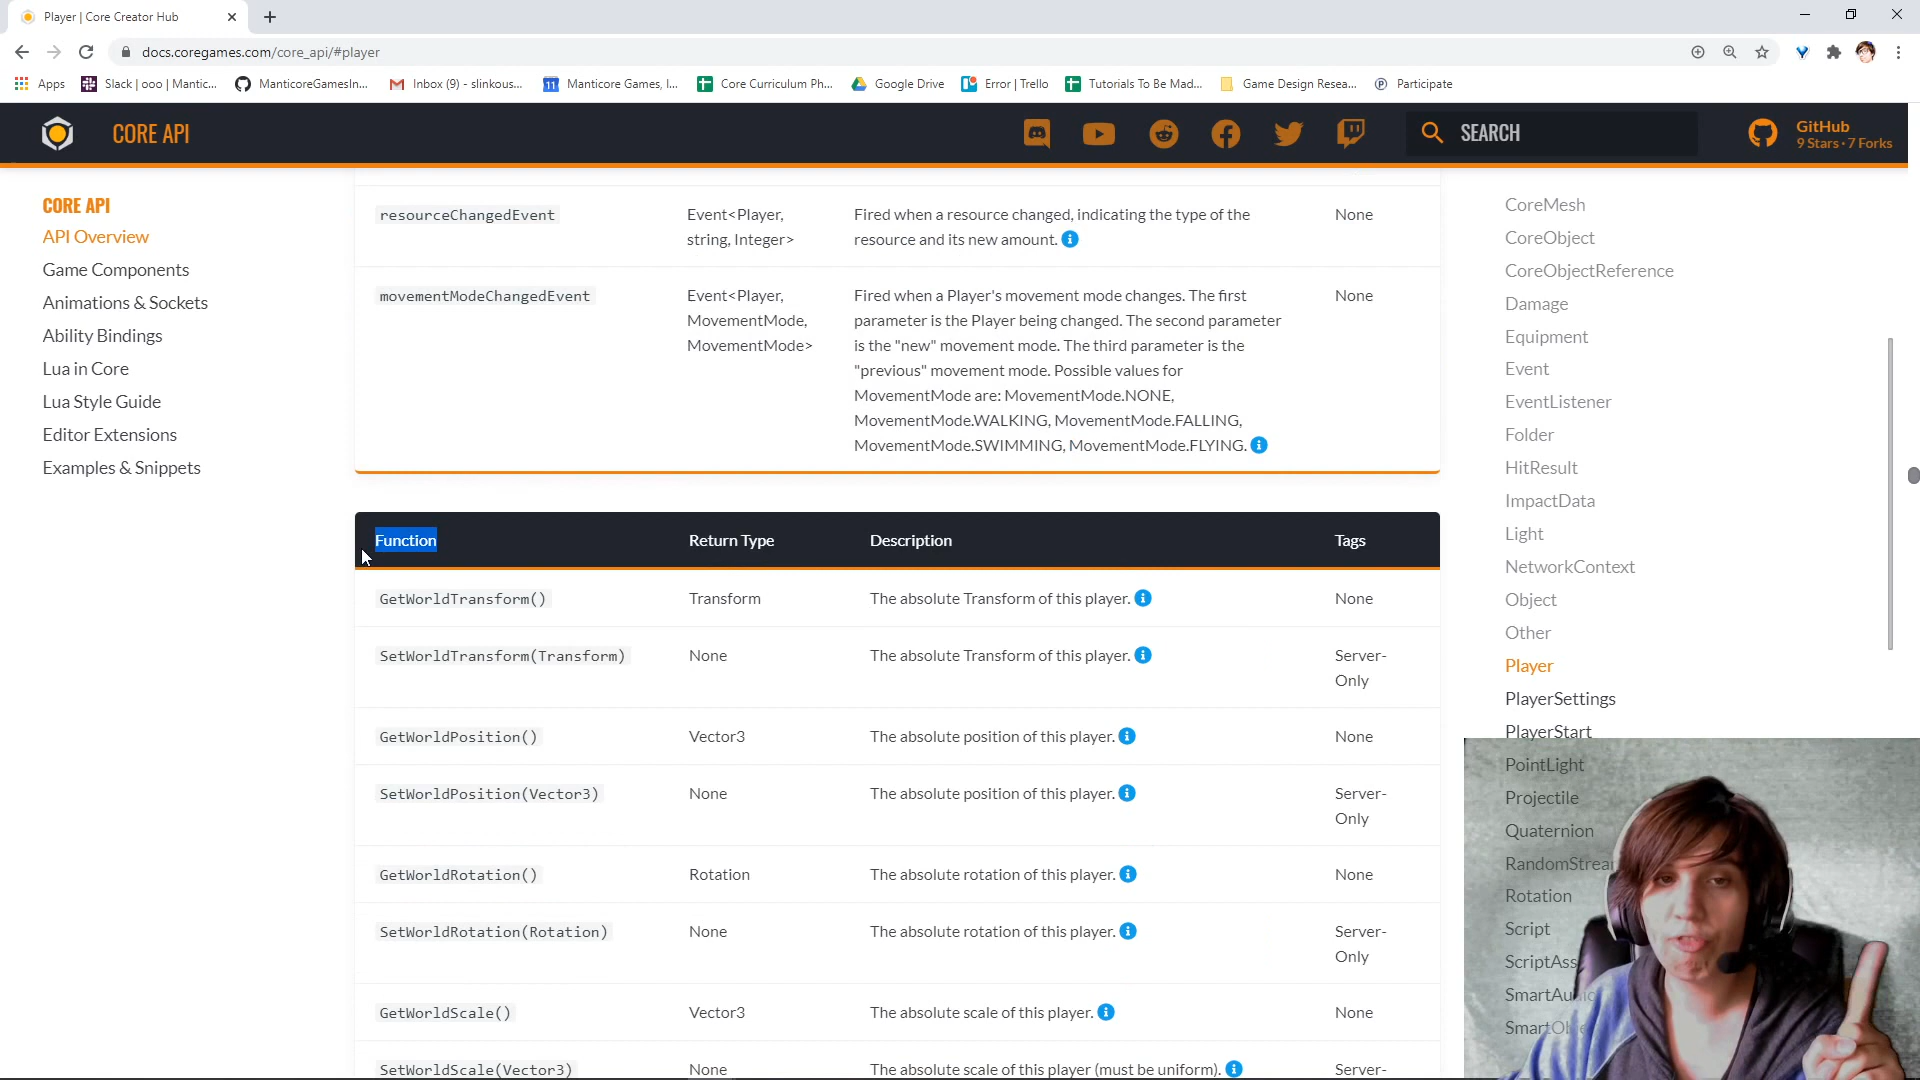 Player | Core Creator Hub
docs.coregames.com/core_api/#player
Apps Slack | ooo | Mantic... ManticoreGamesIn... Inbox (9) - slinkous... Manticore Games, I... Core Curriculum Ph... Google Drive Error | Trello Tutorials To Be Mad... Game Design Resea... Participate
CORE API SEARCH GitHub
9 Stars · 7 Forks
CORE API
API Overview
Game Components
Animations & Sockets
Ability Bindings
Lua in Core
Lua Style Guide
Editor Extensions
Examples & Snippets
resourceChangedEvent Event<Player, Fired when a resource changed, indicating the type of the None
string, Integer> resource and its new amount.
movementModeChangedEvent Event<Player, Fired when a Player's movement mode changes. The first None
MovementMode, parameter is the Player being changed. The second parameter
MovementMode> is the "new" movement mode. The third parameter is the
"previous" movement mode. Possible values for
MovementMode are: MovementMode.NONE,
MovementMode.WALKING, MovementMode.FALLING,
MovementMode.SWIMMING, MovementMode.FLYING.
Function Return Type Description Tags
GetWorldTransform() Transform The absolute Transform of this player. None
SetWorldTransform(Transform) None The absolute Transform of this player. Server-
Only
GetWorldPosition() Vector3 The absolute position of this player. None
SetWorldPosition(Vector3) None The absolute position of this player. Server-
Only
GetWorldRotation() Rotation The absolute rotation of this player. None
SetWorldRotation(Rotation) None The absolute rotation of this player. Server-
Only
GetWorldScale() Vector3 The absolute scale of this player. None
SetWorldScale(Vector3) None The absolute scale of this player (must be uniform). Server-
CoreMesh
CoreObject
CoreObjectReference
Damage
Equipment
Event
EventListener
Folder
HitResult
ImpactData
Light
NetworkContext
Object
Other
Player
PlayerSettings
PlayerStart
PointLight
Projectile
Quaternion
RandomStrea
Rotation
Script
ScriptAss
SmartAu
SmartOb